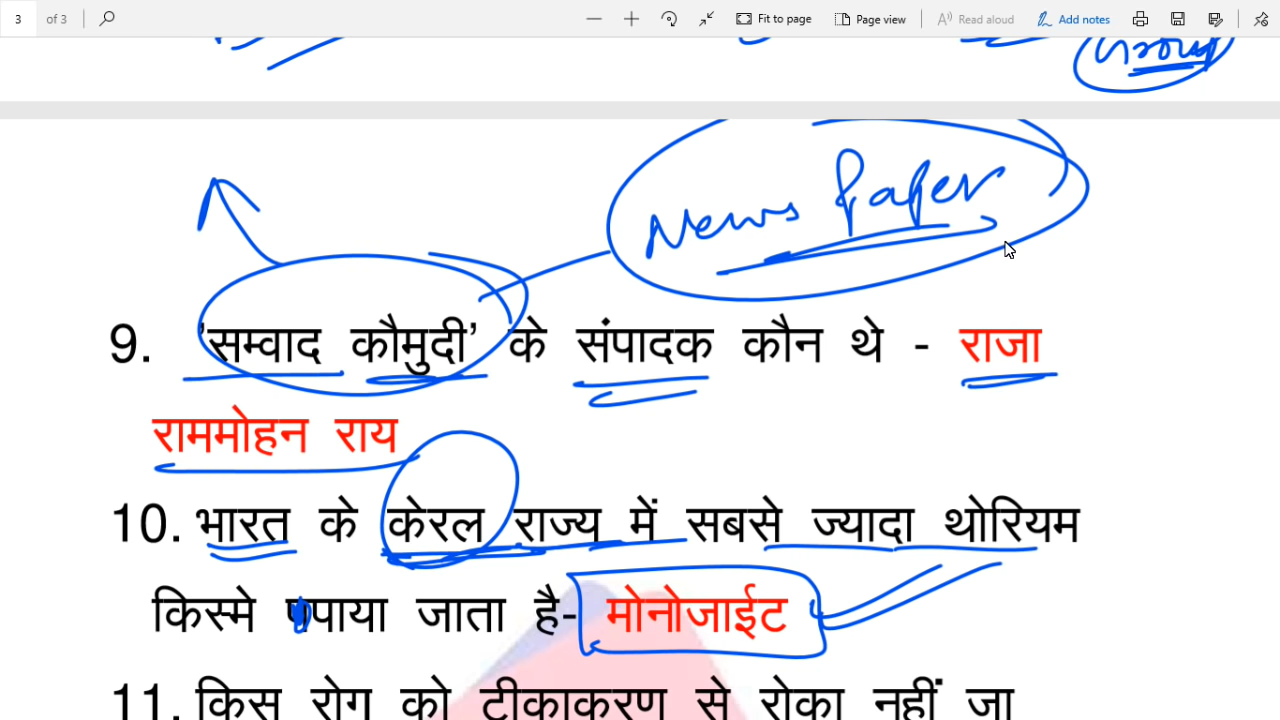 3 of 3 Fit to page Page view Read aloud Add notes
News Paper
9. 'सम्वाद कौमुदी' के संपादक कौन थे - राजा
राममोहन राय
10. भारत के केरल राज्य में सबसे ज्यादा थोरियम
किस्मे पपाया जाता है- मोनोजाईट
11. किस रोग को टीकाकरण से रोका नहीं जा